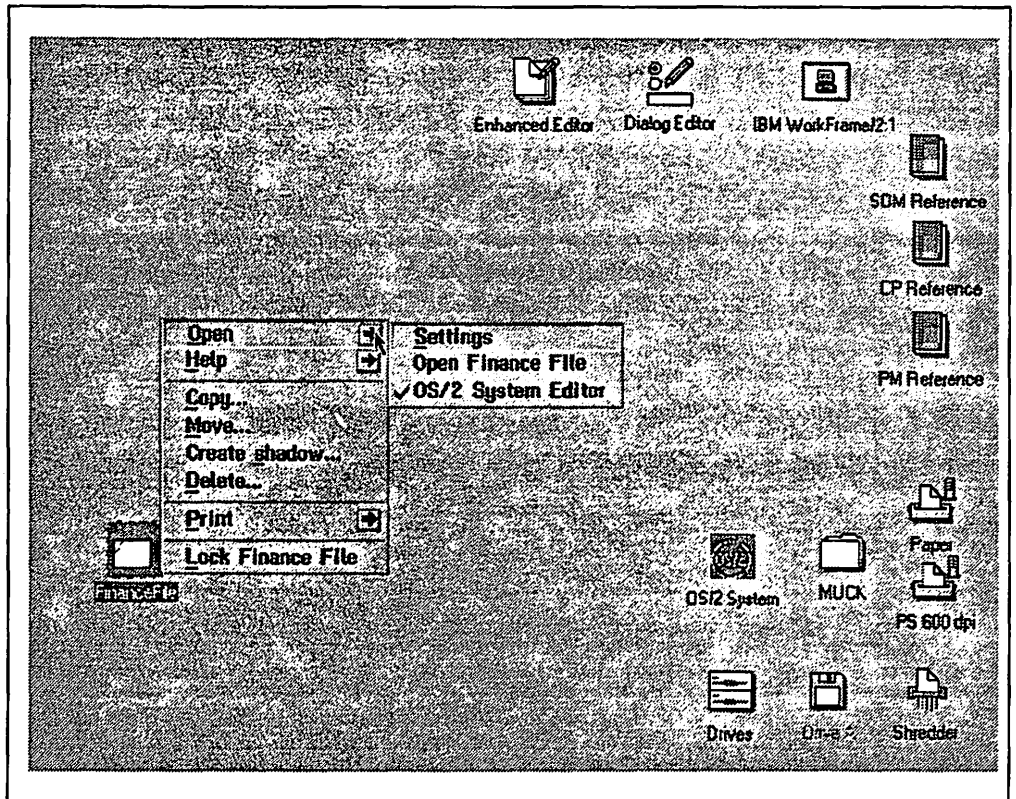 Enhanced Editor
Dialog Editor
IBM WorkFrame/2 2.1
SOM Reference
CP Reference
PM Reference
Open
Help
Copy...
Move...
Create shadow...
Delete...
Print
Lock Finance File
Settings
Open Finance File
✓OS/2 System Editor
FinanceFile
OS/2 System
MUCK
Paper
PS 600 dpi
Drives
Shredder